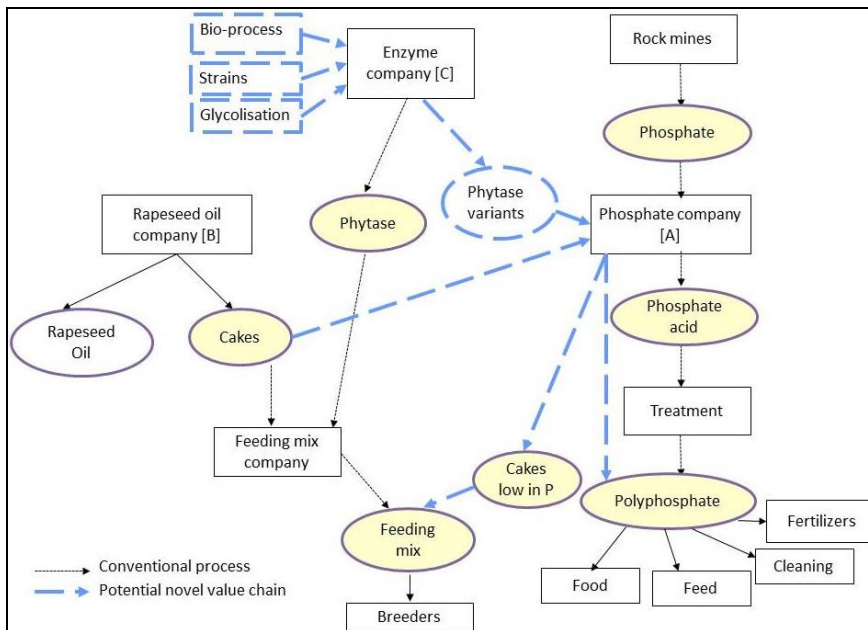 Bio-process
Strains
Glycolisation
Enzyme
company [C]
Rock mines
Phosphate
Phytase
variants
Rapeseed oil
company [B]
Phytase
Phosphate company
[A]
Rapeseed
Oil
Cakes
Phosphate
acid
Treatment
Feeding mix
company
Cakes
low in P
Polyphosphate
Feeding
mix
Fertilizers
Cleaning
Food
Feed
Breeders
Conventional process
Potential novel value chain